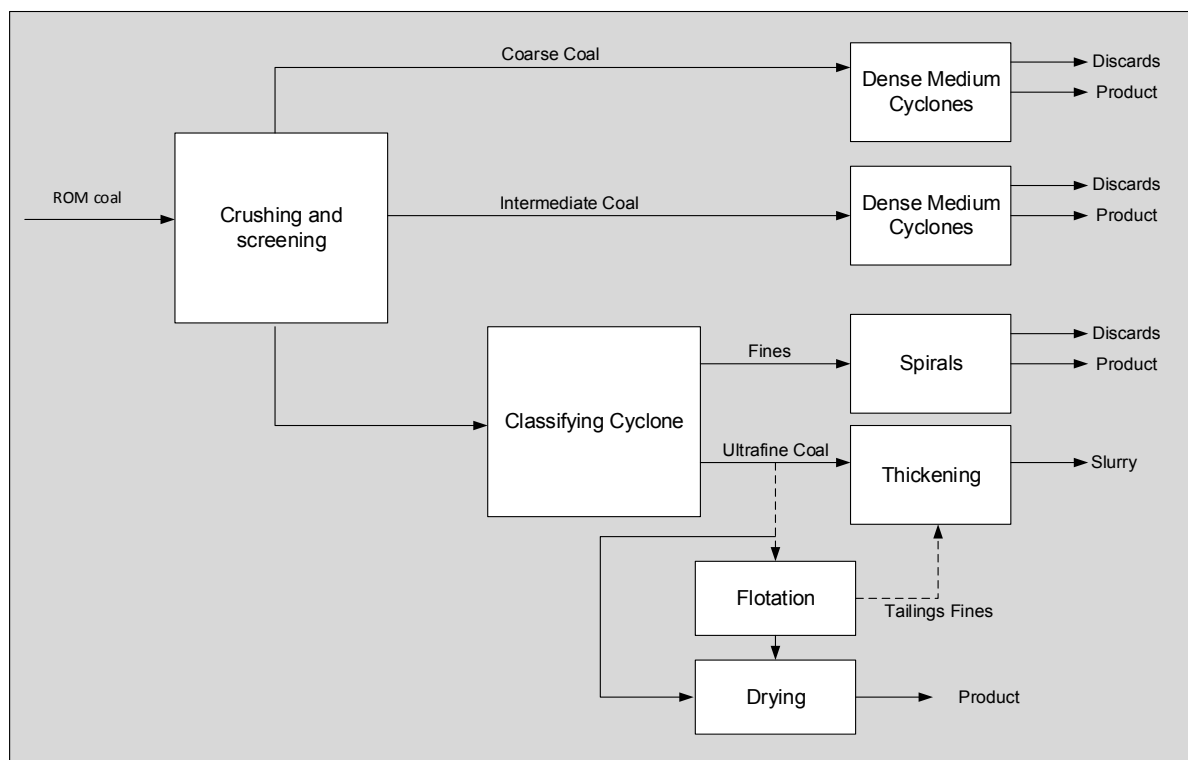 Coarse Coal
Dense Medium
Cyclones
Discards
Product
ROM coal
Crushing and
screening
Intermediate Coal
Dense Medium
Cyclones
Discards
Product
Classifying Cyclone
Fines
Spirals
Discards
Product
Ultrafine Coal
Thickening
Slurry
Flotation
Tailings Fines
Drying
Product